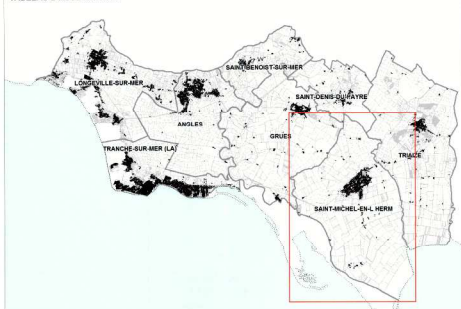 SAINT-BENOIST-SUR-MER
LONGEVILLE-SUR-MER
SAINT-DENIS-DU-PAYRE
ANGLES
GRUES
TRANCHE-SUR-MER (LA)
TRIAIZE
SAINT-MICHEL-EN-L HERM